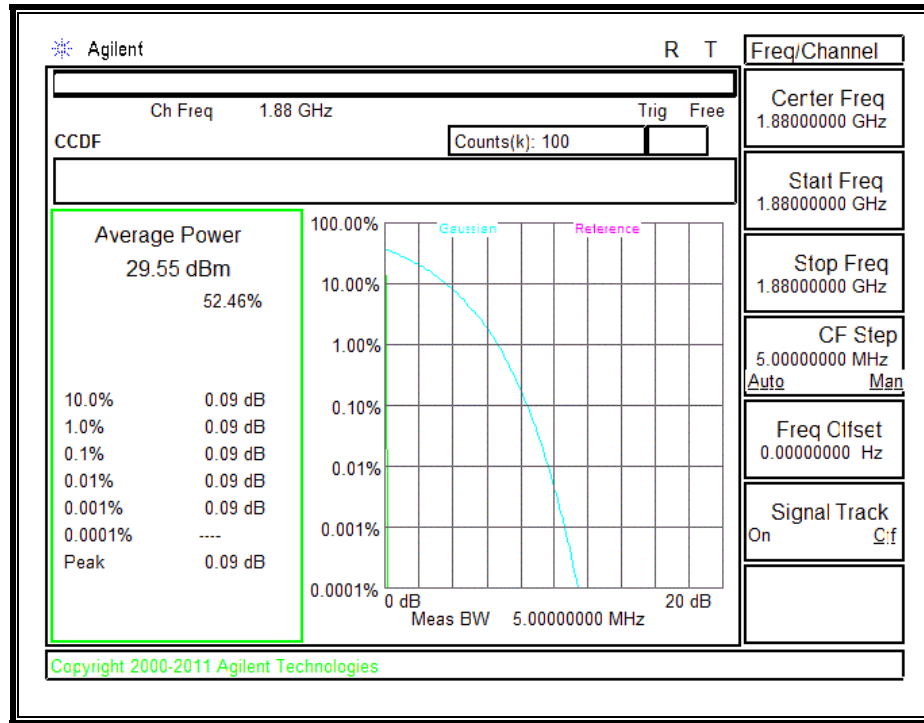 Agilent R T Freq/Channel
Ch Freq 1.88 GHz Trig Free
CCDF Counts(k): 100
Average Power
29.55 dBm
52.46%
10.0% 0.09 dB
1.0% 0.09 dB
0.1% 0.09 dB
0.01% 0.09 dB
0.001% 0.09 dB
0.0001% ----
Peak 0.09 dB
Gaussian Reference
100.00%
10.00%
1.00%
0.10%
0.01%
0.001%
0.0001%
0 dB 20 dB
Meas BW 5.00000000 MHz
Center Freq
1.88000000 GHz
Start Freq
1.88000000 GHz
Stop Freq
1.88000000 GHz
CF Step
5.00000000 MHz
Auto Man
Freq Offset
0.00000000 Hz
Signal Track
On Off
Copyright 2000-2011 Agilent Technologies